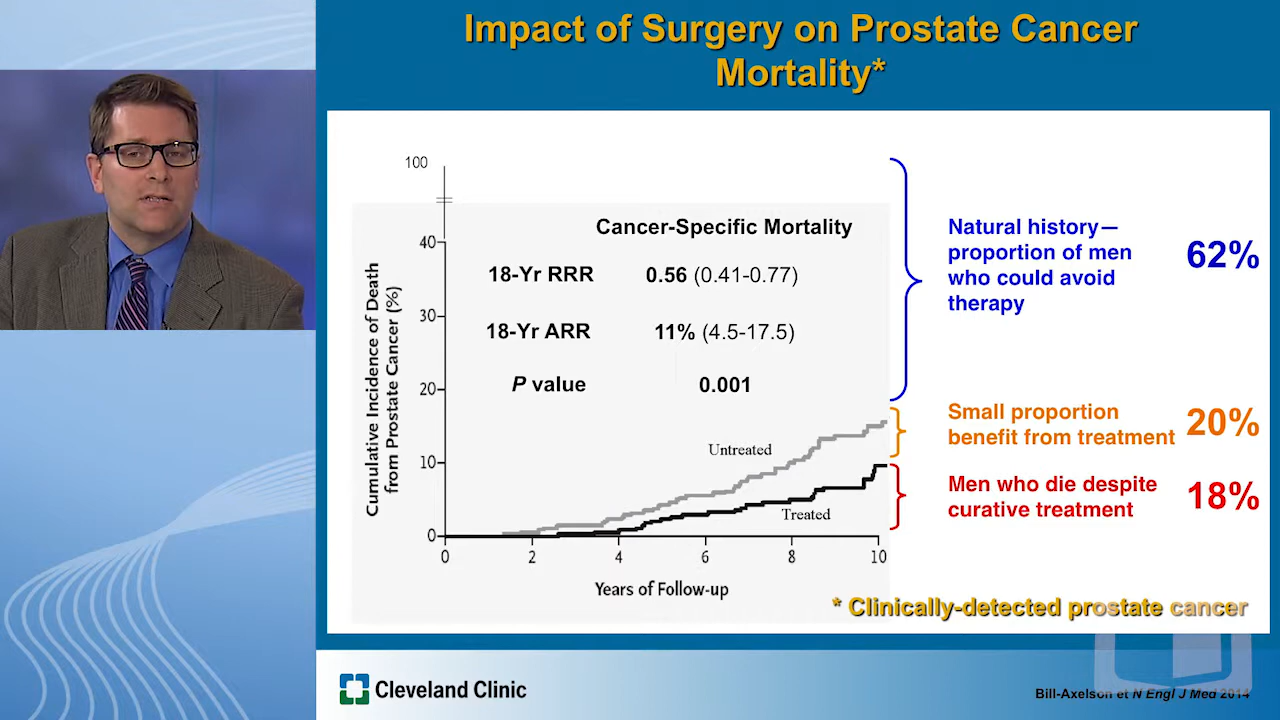 Impact of Surgery on Prostate Cancer
Mortality*
100
40
30
20
10
0
Cumulative Incidence of Death
from Prostate Cancer (%)
Cancer-Specific Mortality
18-Yr RRR 0.56 (0.41-0.77)
18-Yr ARR 11% (4.5-17.5)
P value 0.001
Untreated
Treated
0 2 4 6 8 10
Years of Follow-up
Natural history—
proportion of men
who could avoid
therapy
62%
Small proportion
benefit from treatment
20%
Men who die despite
curative treatment
18%
* Clinically-detected prostate cancer
Cleveland Clinic
Bill-Axelson et N Engl J Med 2014